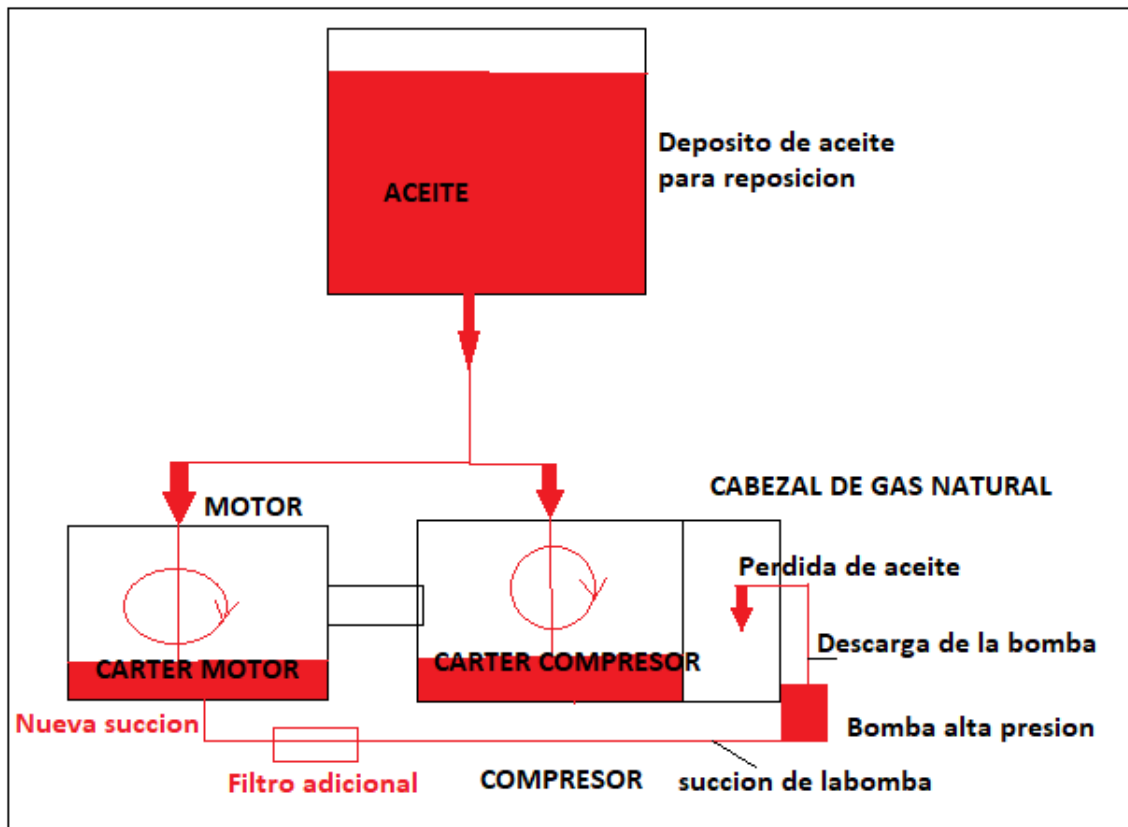 Deposito de aceite
para reposicion
ACEITE
MOTOR
CABEZAL DE GAS NATURAL
Perdida de aceite
Descarga de la bomba
CARTER MOTOR
CARTER COMPRESOR
Nueva succion
Bomba alta presion
Filtro adicional
COMPRESOR
succion de labomba